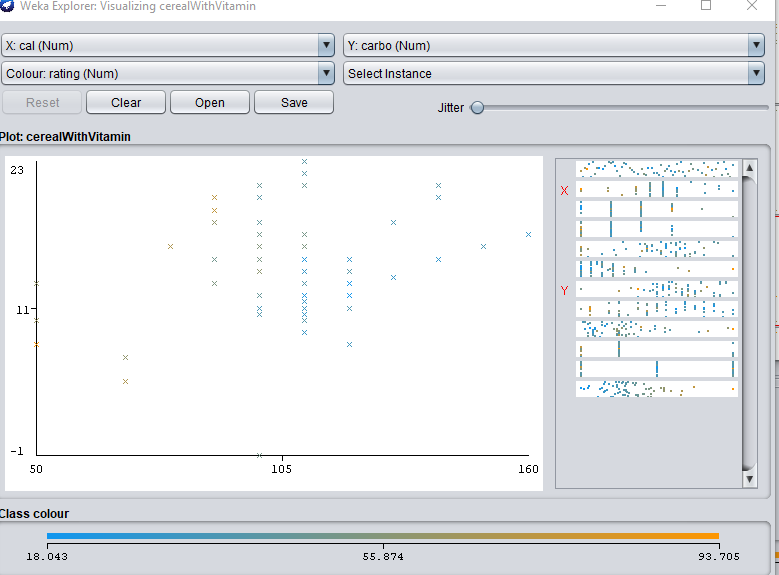 Weka Explorer: Visualizing cerealWithVitamin
X: cal (Num) Y: carbo (Num)
Colour: rating (Num) Select Instance
Reset Clear Open Save Jitter
Plot: cerealWithVitamin
23
11
-1
50 105 160
X
Y
Class colour
18.043 55.874 93.705